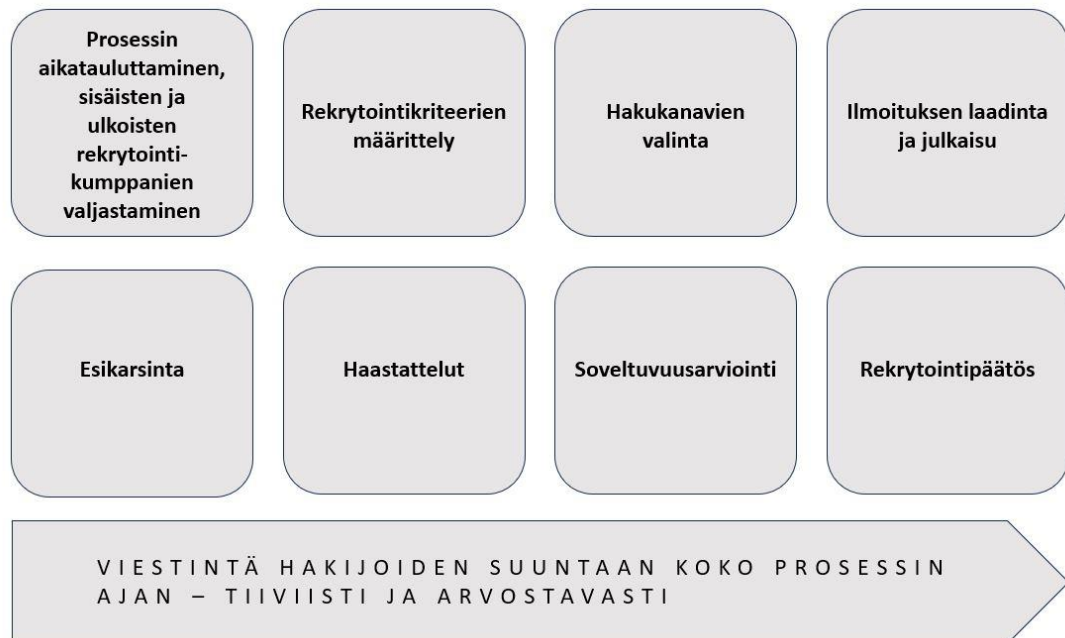 Prosessin
aikatauluttaminen,
sisäisten ja
ulkoisten
rekrytointi-
kumppanien
valjastaminen
Rekrytointikriteerien
määrittely
Hakukanavien
valinta
Ilmoituksen laadinta
ja julkaisu
Esikarsinta
Haastattelut
Soveltuvuusarviointi
Rekrytointipäätös
VIESTINTÄ HAKIJOIDEN SUUNTAAN KOKO PROSESSIN
AJAN – TIIVIISTI JA ARVOSTAVASTI